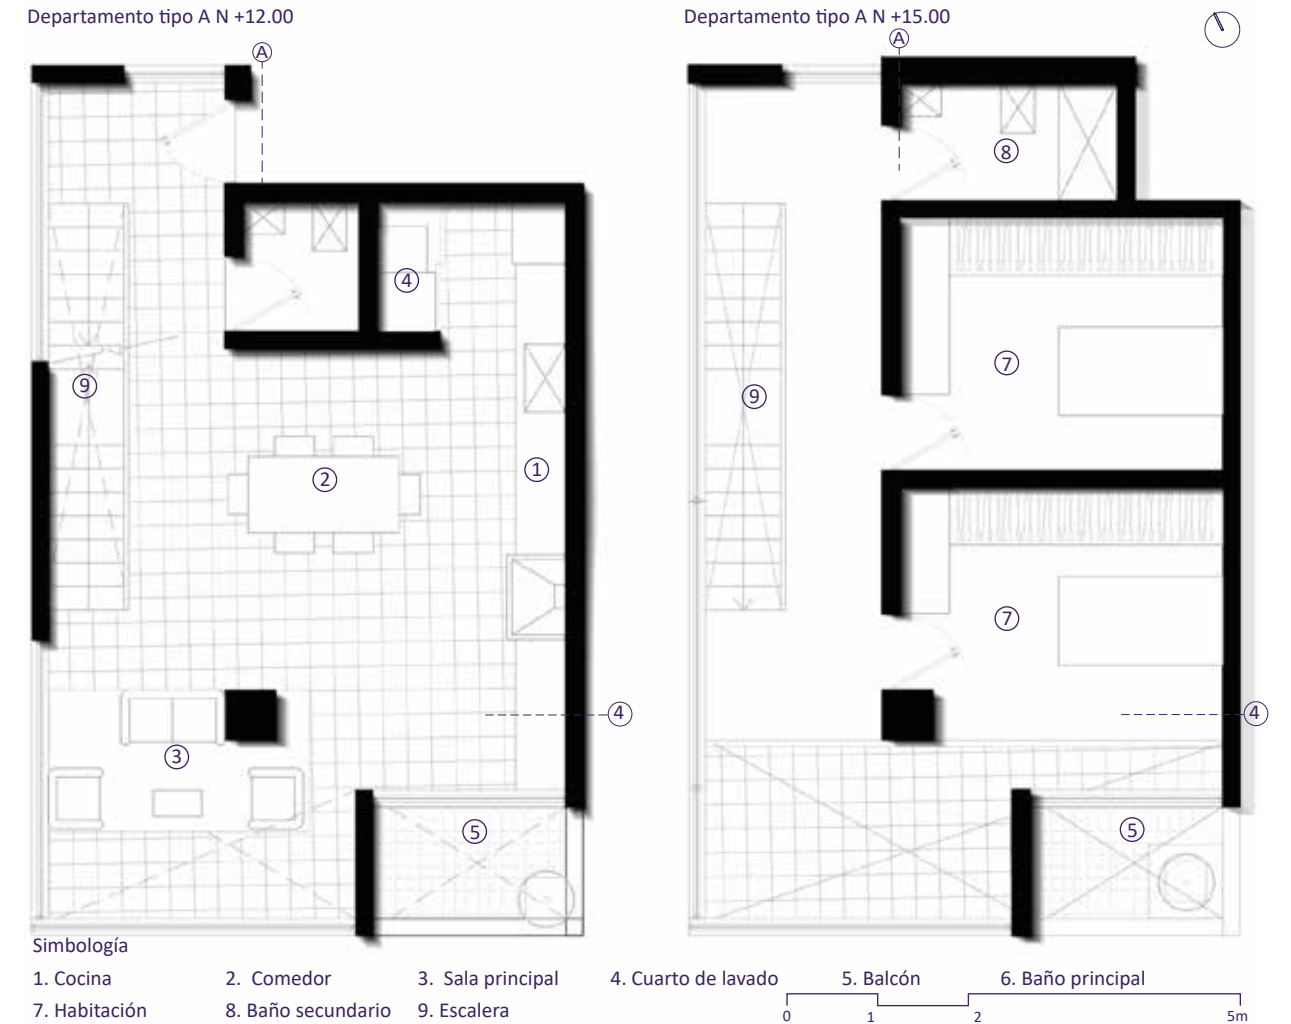 Departamento tipo A N +12.00
Departamento tipo A N +15.00
A
A
8
4
7
9
9
2
1
7
4
4
3
5
5
Simbología
1. Cocina 2. Comedor 3. Sala principal 4. Cuarto de lavado 5. Balcón 6. Baño principal
7. Habitación 8. Baño secundario 9. Escalera
0 1 2 5m